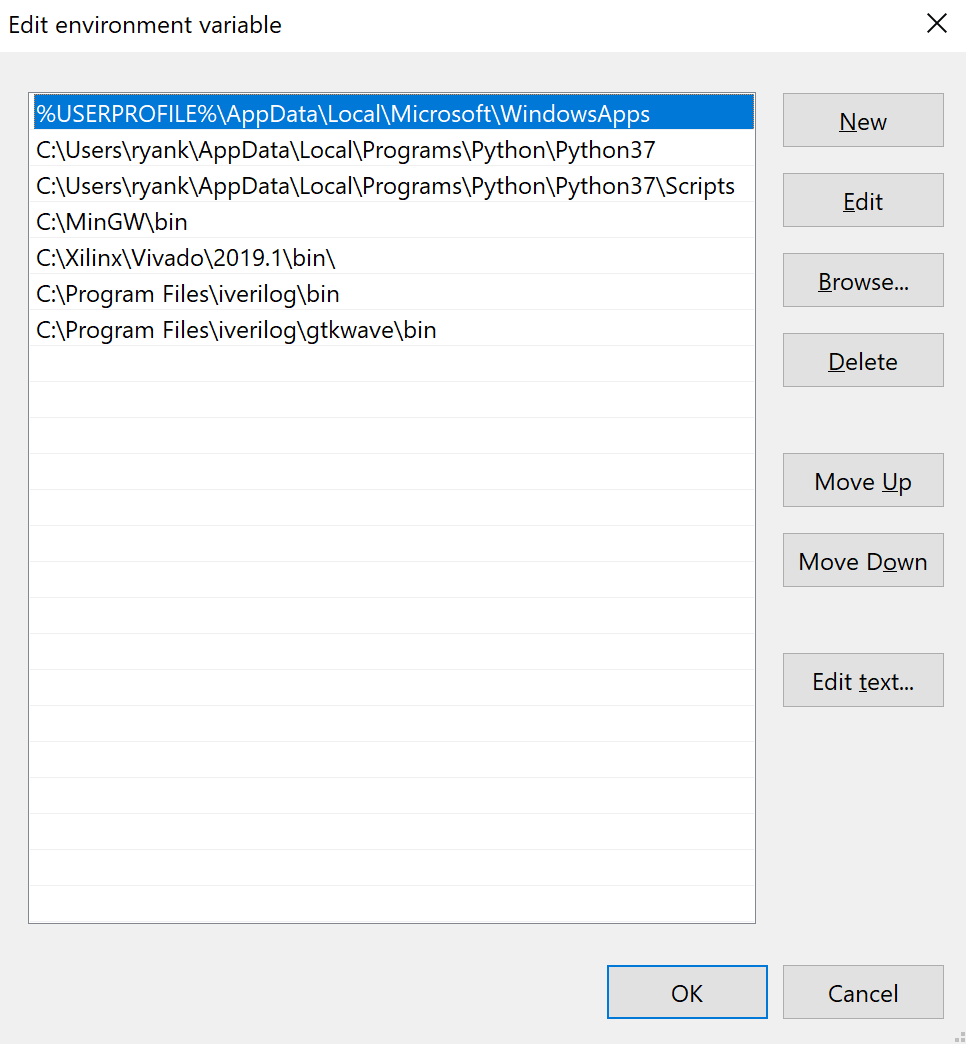 Edit environment variable
%USERPROFILE%\AppData\Local\Microsoft\WindowsApps
C:\Users\ryank\AppData\Local\Programs\Python\Python37
C:\Users\ryank\AppData\Local\Programs\Python\Python37\Scripts
C:\MinGW\bin
C:\Xilinx\Vivado\2019.1\bin\
C:\Program Files\iverilog\bin
C:\Program Files\iverilog\gtkwave\bin
New
Edit
Browse...
Delete
Move Up
Move Down
Edit text...
OK
Cancel